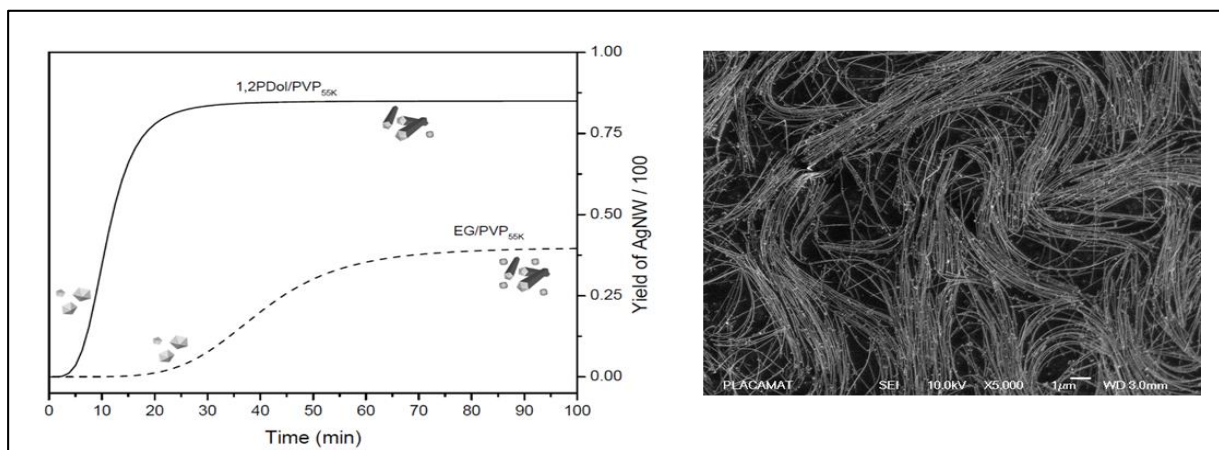 1.00
1,2PDol/PVP55K
0.75
0.50
EG/PVP55K
0.25
0.00
0 10 20 30 40 50 60 70 80 90 100
Time (min)
Yield of AgNW / 100
PLACAMAT SEI 10.0kV X5,000 1µm WD 3.0mm